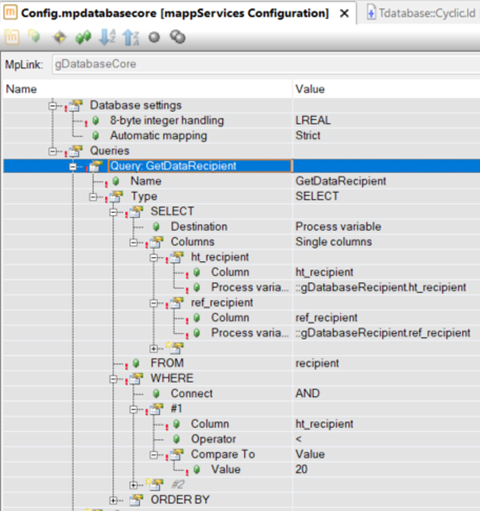 Config.mpdatabasecore [mappServices Configuration] X Tdatabase::Cyclic.ld
MpLink: gDatabaseCore
Name Value
Database settings
8-byte integer handling LREAL
Automatic mapping Strict
Queries
Query: GetDataRecipient
Name GetDataRecipient
Type SELECT
SELECT
Destination Process variable
Columns Single columns
ht_recipient
Column ht_recipient
Process varia... ::gDatabaseRecipient.ht_recipient
ref_recipient
Column ref_recipient
Process varia... ::gDatabaseRecipient.ref_recipient
FROM recipient
WHERE
Connect AND
#1
Column ht_recipient
Operator <
Compare To Value
Value 20
#2
ORDER BY